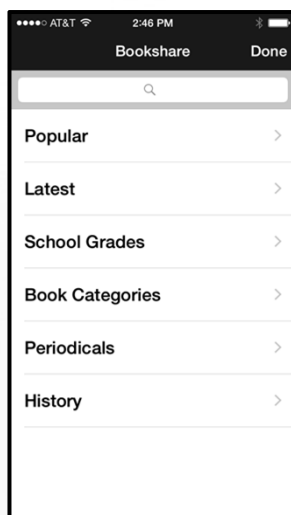 AT&T 2:46 PM
Bookshare Done
Popular
Latest
School Grades
Book Categories
Periodicals
History